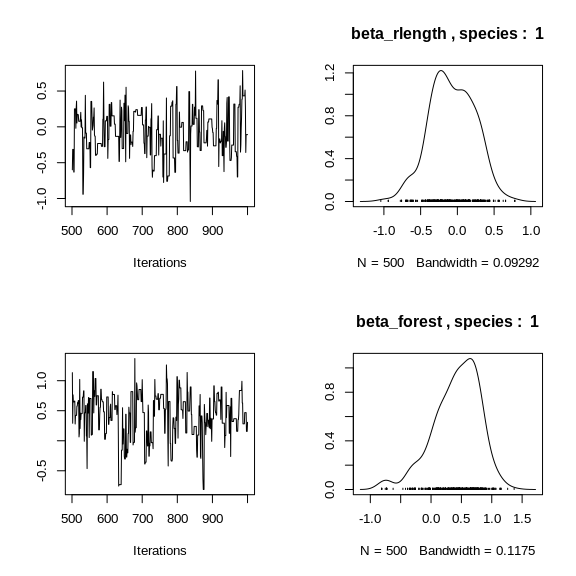 beta_rlength , species : 1
0.5
0.0
-0.5
-1.0
500 600 700 800 900
Iterations
1.2
0.8
0.4
0.0
-1.0 -0.5 0.0 0.5 1.0
N = 500 Bandwidth = 0.09292
beta_forest , species : 1
1.0
0.5
-0.5
500 600 700 800 900
Iterations
0.8
0.4
0.0
-1.0 0.0 0.5 1.0 1.5
N = 500 Bandwidth = 0.1175